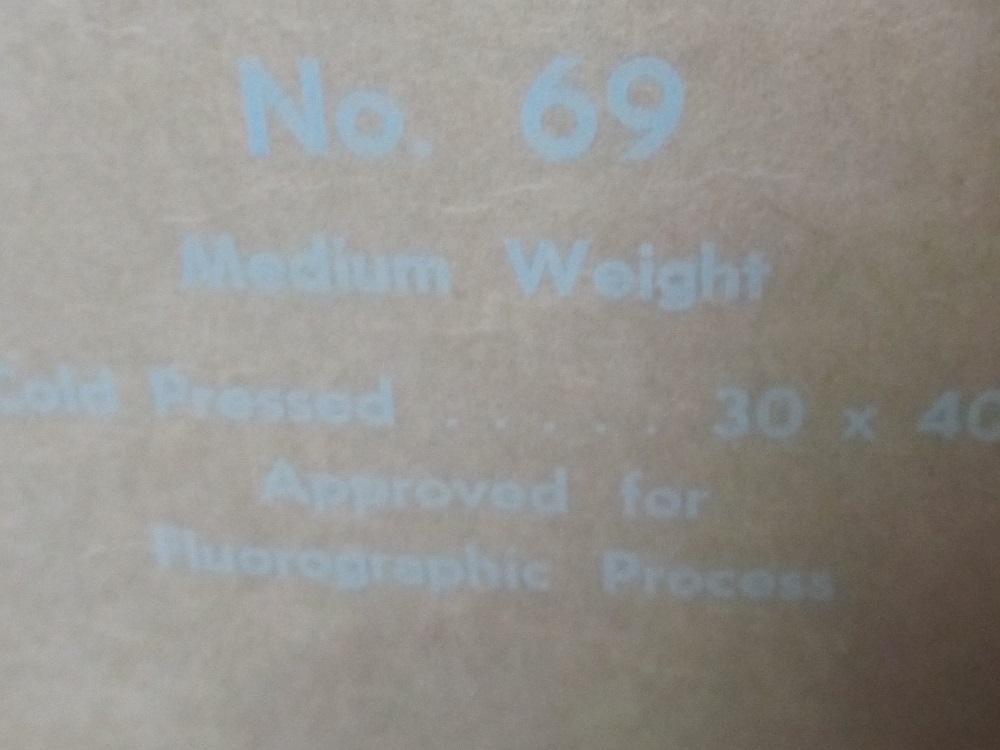 No. 69
Medium Weight
Cold Pressed . . . . . 30 x 40
Approved for
Fluorographic Process